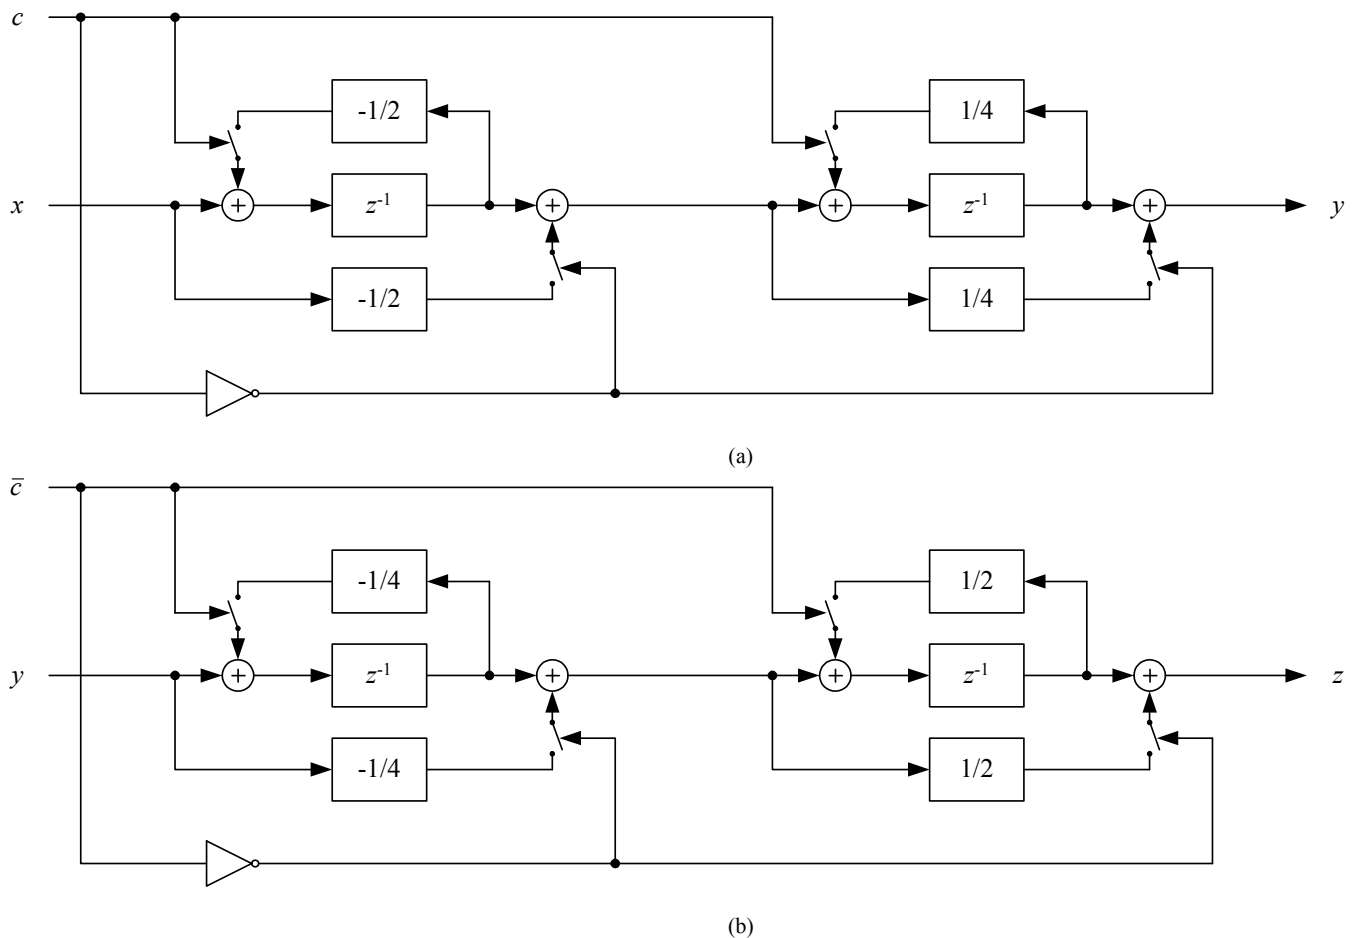 c
-1/2 1/4
x + z⁻¹ + + z⁻¹ + y
-1/2 1/4
(a)
c̄
-1/4 1/2
y + z⁻¹ + + z⁻¹ + z
-1/4 1/2
(b)